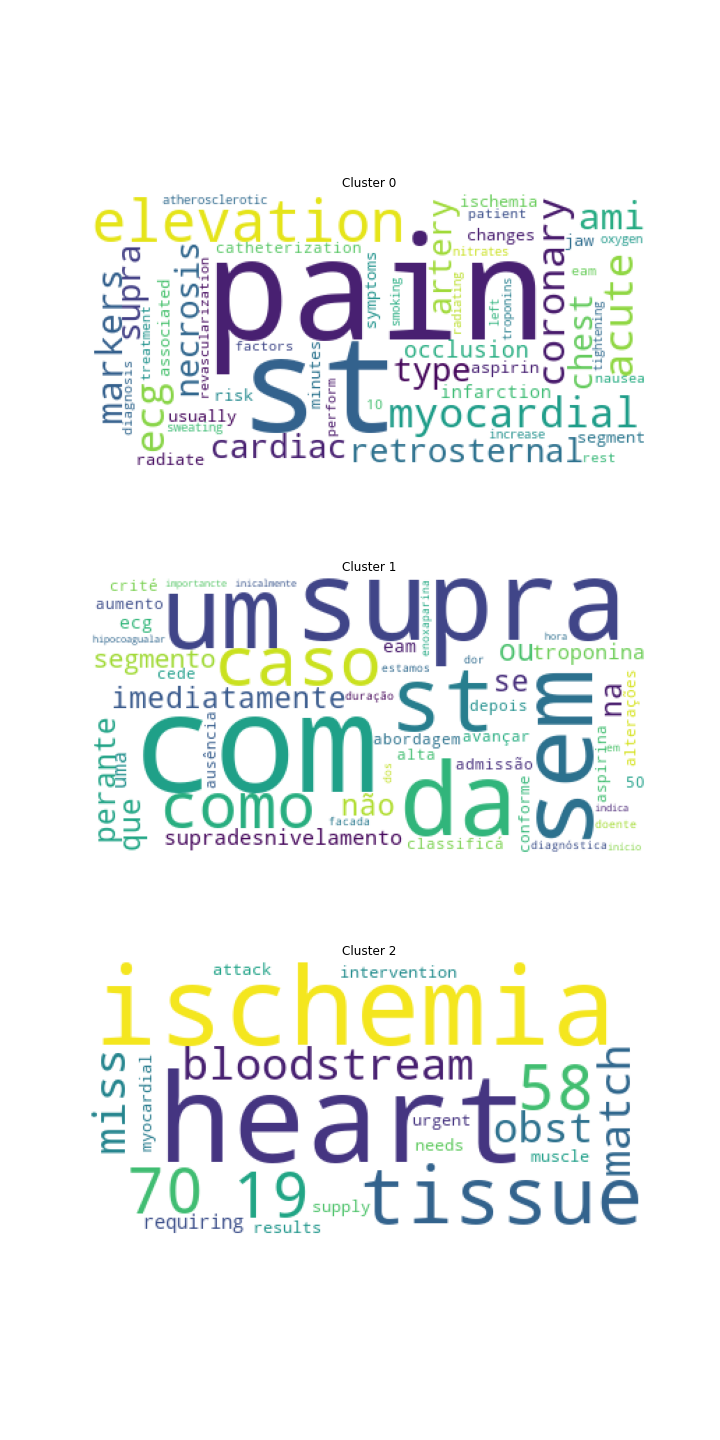 Cluster 0
atherosclerotic
elevation
ischemia
patient
artery
coronary
ami
changes
jaw
oxygen
supra
necrosis
catheterization
pain
nitrates
symptoms
radiating
eam
chest
acute
markers
treatment
associated
revascularization
smoking
left
troponins
tightening
factors
minutes
st
occlusion
type
aspirin
nausea
diagnosis
ecg
risk
10
infarction
usually
sweating
perform
myocardial
increase
segment
radiate
cardiac
retrosternal
rest
Cluster 1
crité
importancte
inicialmente
um
supra
enoxaparina
aumento
ecg
hipocoagualar
hora
segmento
caso
eam
ou
troponina
cede
estamos
dor
se
imediatamente
duração
st
depois
sem
na
alterações
com
ausência
abordagem
avançar
em
perante
uma
alta
admissão
aspirina
50
que
como
não
dos
da
conforme
indica
facada
doente
supradesnivelamento
classificá
diagnóstica
inicio
Cluster 2
attack
intervention
ischemia
miss
myocardial
bloodstream
heart
58
match
urgent
obst
needs
muscle
70
19
tissue
supply
requiring
results